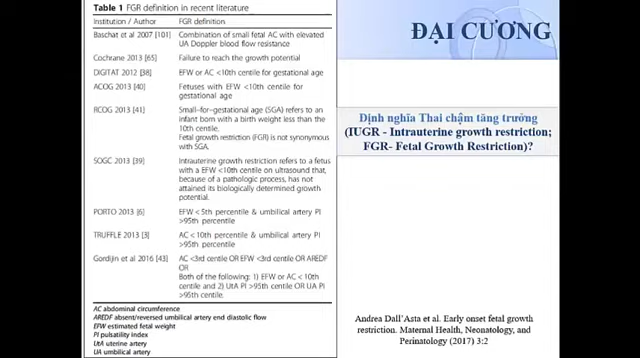 Table 1 FGR definition in recent literature
Institution / Author FGR definition
Baschat et al 2007 [101] Combination of small fetal AC with elevated
UA Doppler blood flow resistance
Cochrane 2013 [65] Failure to reach the growth potential
DIGITAT 2012 [38] EFW or AC <10th centile for gestational age
ACOG 2013 [40] Fetuses with EFW <10th centile for
gestational age
RCOG 2013 [41] Small–for–gestational age (SGA) refers to an
infant born with a birth weight less than the
10th centile.
Fetal growth restriction (FGR) is not synonymous
with SGA.
SOGC 2013 [39] Intrauterine growth restriction refers to a fetus
with a EFW <10th centile on ultrasound that,
because of a pathologic process, has not
attained its biologically determined growth
potential.
PORTO 2013 [6] EFW < 5th percentile & umbilical artery PI
>95th percentile
TRUFFLE 2013 [3] AC < 10th percentile & umbilical artery PI
>95th percentile
Gordijin et al 2016 [43] AC <3rd centile OR EFW <3rd centile OR AREDF
OR
Both of the following: 1) EFW or AC < 10th
centile and 2) UtA PI >95th centile OR UA PI
>95th centile.
AC abdominal circumference
AREDF absent/reversed umbilical artery end diastolic flow
EFW estimated fetal weight
PI pulsatility index
UtA uterine artery
UA umbilical artery
ĐẠI CƯƠNG
Định nghĩa Thai chậm tăng trưởng
(IUGR - Intrauterine growth restriction;
FGR- Fetal Growth Restriction)?
Andrea Dall'Asta et al. Early onset fetal growth
restriction. Maternal Health, Neonatology, and
Perinatology (2017) 3:2